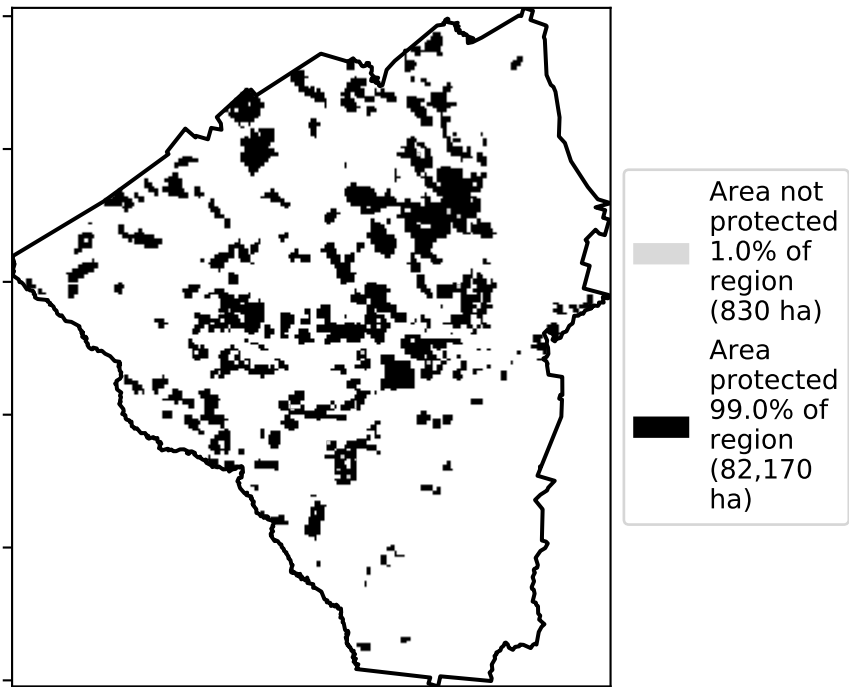 Area not
protected
1.0% of
region
(830 ha)
Area
protected
99.0% of
region
(82,170
ha)